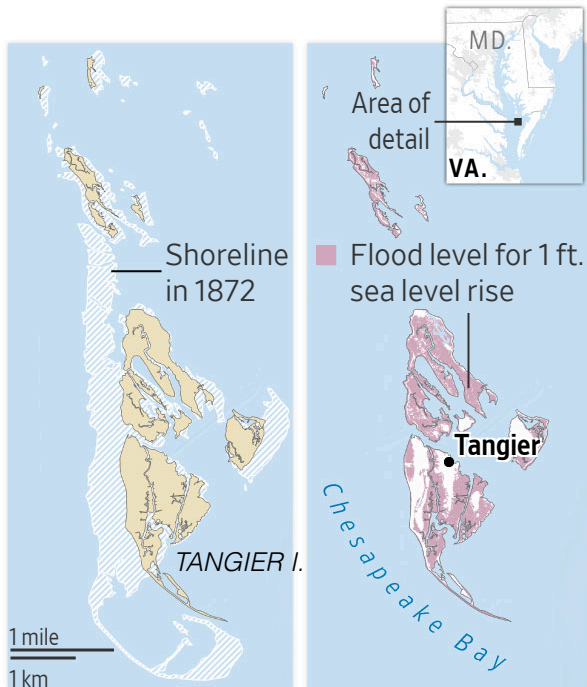 MD.
Area of
detail
VA.
Shoreline
in 1872
Flood level for 1 ft.
sea level rise
Tangier
TANGIER I.
Chesapeake Bay
1 mile
1 km